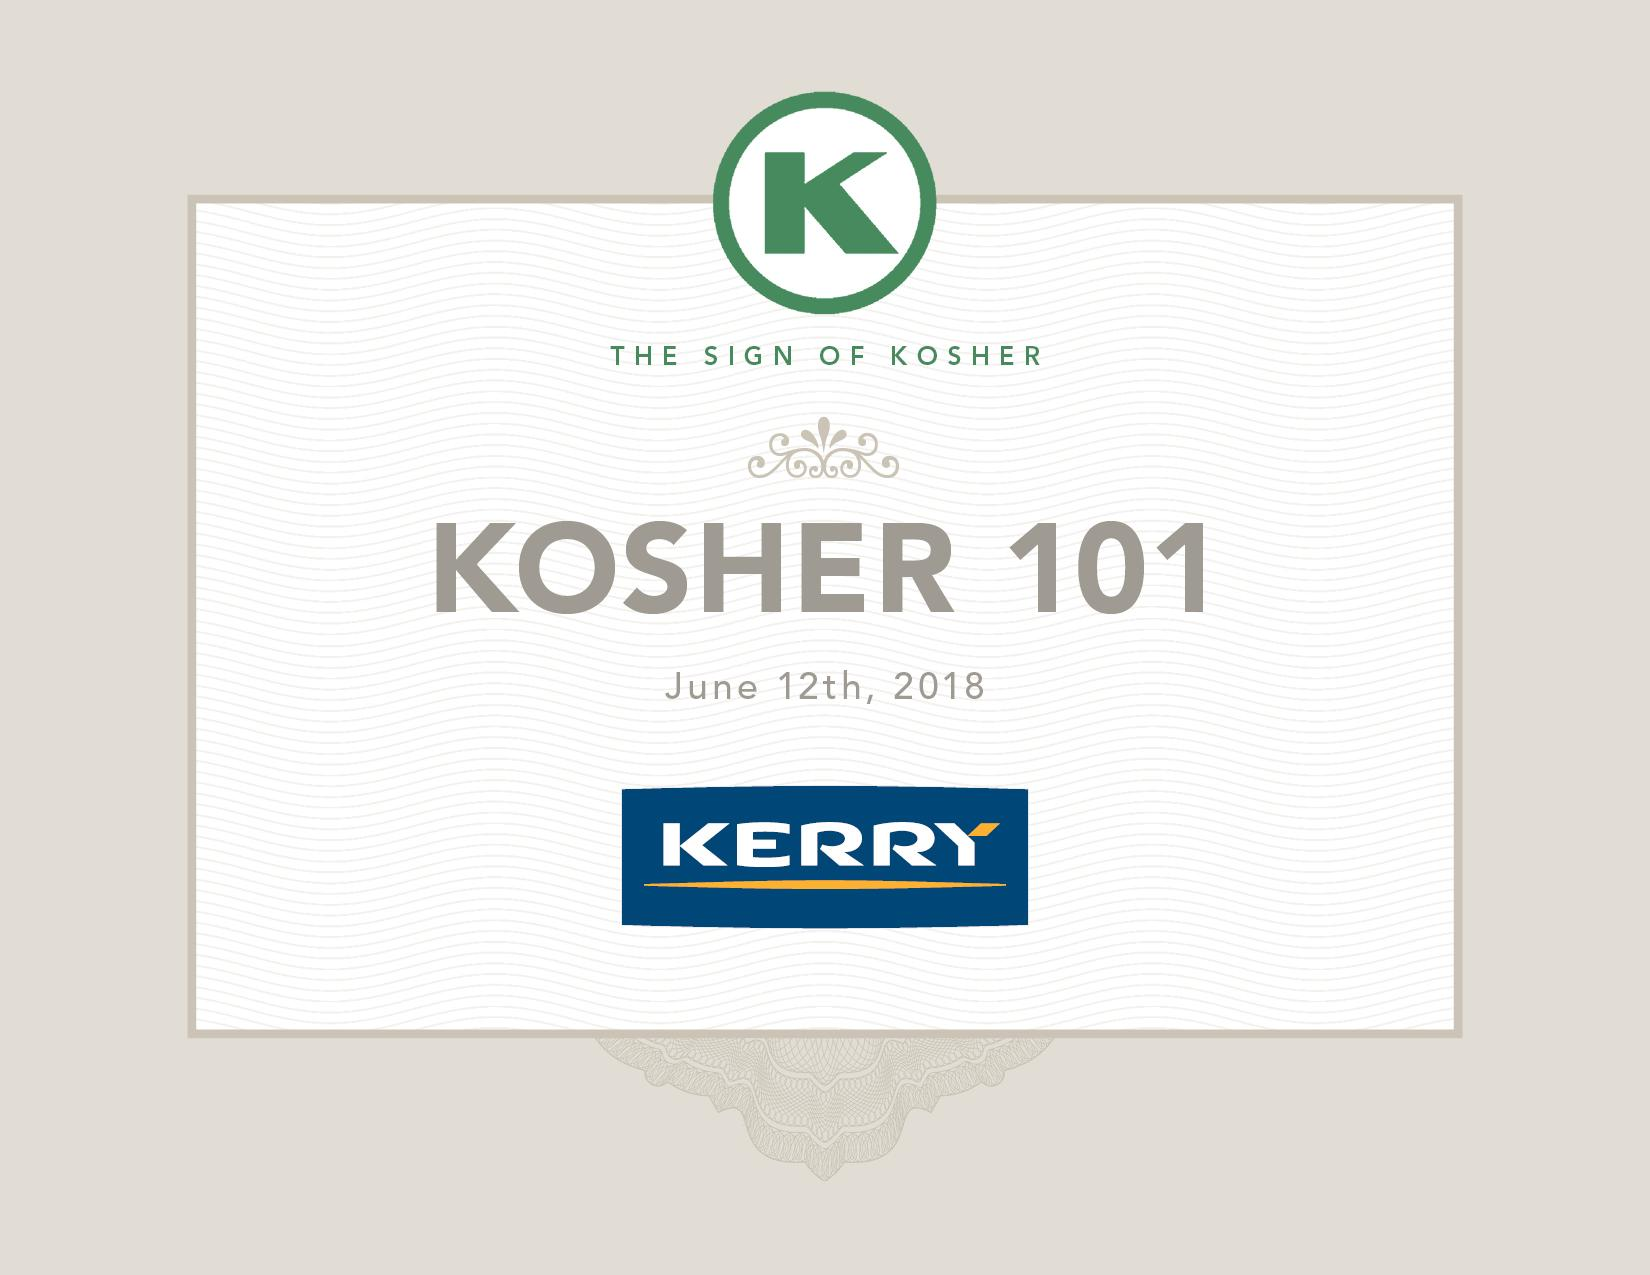 K
THE SIGN OF KOSHER
KOSHER 101
June 12th, 2018
KERRY